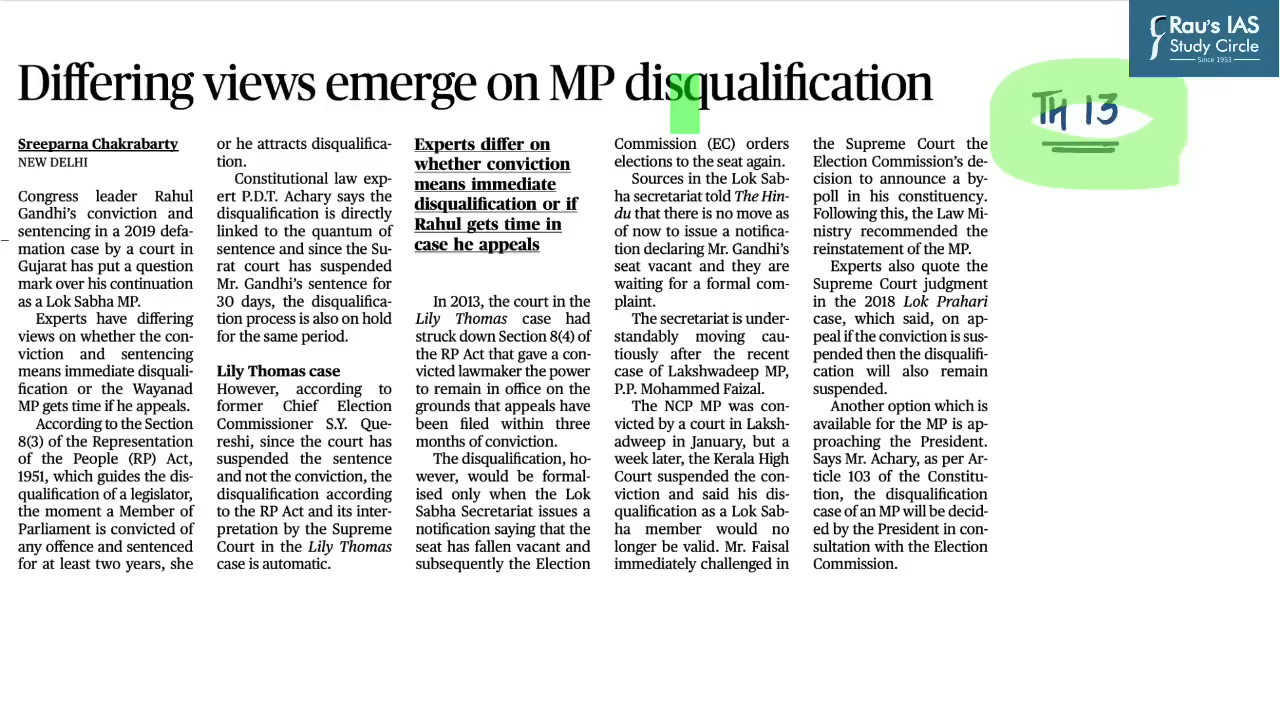 Rau's IAS
Study Circle
Since 1953
Differing views emerge on MP disqualification
TH 13
Sreeparna Chakrabarty
NEW DELHI
Congress leader Rahul
Gandhi's conviction and
sentencing in a 2019 defa-
mation case by a court in
Gujarat has put a question
mark over his continuation
as a Lok Sabha MP.
Experts have differing
views on whether the con-
viction and sentencing
means immediate disquali-
fication or the Wayanad
MP gets time if he appeals.
According to the Section
8(3) of the Representation
of the People (RP) Act,
1951, which guides the dis-
qualification of a legislator,
the moment a Member of
Parliament is convicted of
any offence and sentenced
for at least two years, she
or he attracts disqualifica-
tion.
Constitutional law exp-
ert P.D.T. Achary says the
disqualification is directly
linked to the quantum of
sentence and since the Su-
rat court has suspended
Mr. Gandhi's sentence for
30 days, the disqualifica-
tion process is also on hold
for the same period.
Lily Thomas case
However, according to
former Chief Election
Commissioner S.Y. Que-
reshi, since the court has
suspended the sentence
and not the conviction, the
disqualification according
to the RP Act and its inter-
pretation by the Supreme
Court in the Lily Thomas
case is automatic.
Experts differ on
whether conviction
means immediate
disqualification or if
Rahul gets time in
case he appeals
In 2013, the court in the
Lily Thomas case had
struck down Section 8(4) of
the RP Act that gave a con-
victed lawmaker the power
to remain in office on the
grounds that appeals have
been filed within three
months of conviction.
The disqualification, ho-
wever, would be formal-
ised only when the Lok
Sabha Secretariat issues a
notification saying that the
seat has fallen vacant and
subsequently the Election
Commission (EC) orders
elections to the seat again.
Sources in the Lok Sab-
ha secretariat told The Hin-
du that there is no move as
of now to issue a notifica-
tion declaring Mr. Gandhi's
seat vacant and they are
waiting for a formal com-
plaint.
The secretariat is under-
standably moving cau-
tiously after the recent
case of Lakshwadeep MP,
P.P. Mohammed Faizal.
The NCP MP was con-
victed by a court in Laksh-
adweep in January, but a
week later, the Kerala High
Court suspended the con-
viction and said his dis-
qualification as a Lok Sab-
ha member would no
longer be valid. Mr. Faisal
immediately challenged in
the Supreme Court the
Election Commission's de-
cision to announce a by-
poll in his constituency.
Following this, the Law Mi-
nistry recommended the
reinstatement of the MP.
Experts also quote the
Supreme Court judgment
in the 2018 Lok Prahari
case, which said, on ap-
peal if the conviction is sus-
pended then the disqualifi-
cation will also remain
suspended.
Another option which is
available for the MP is ap-
proaching the President.
Says Mr. Achary, as per Ar-
ticle 103 of the Constitu-
tion, the disqualification
case of an MP will be decid-
ed by the President in con-
sultation with the Election
Commission.